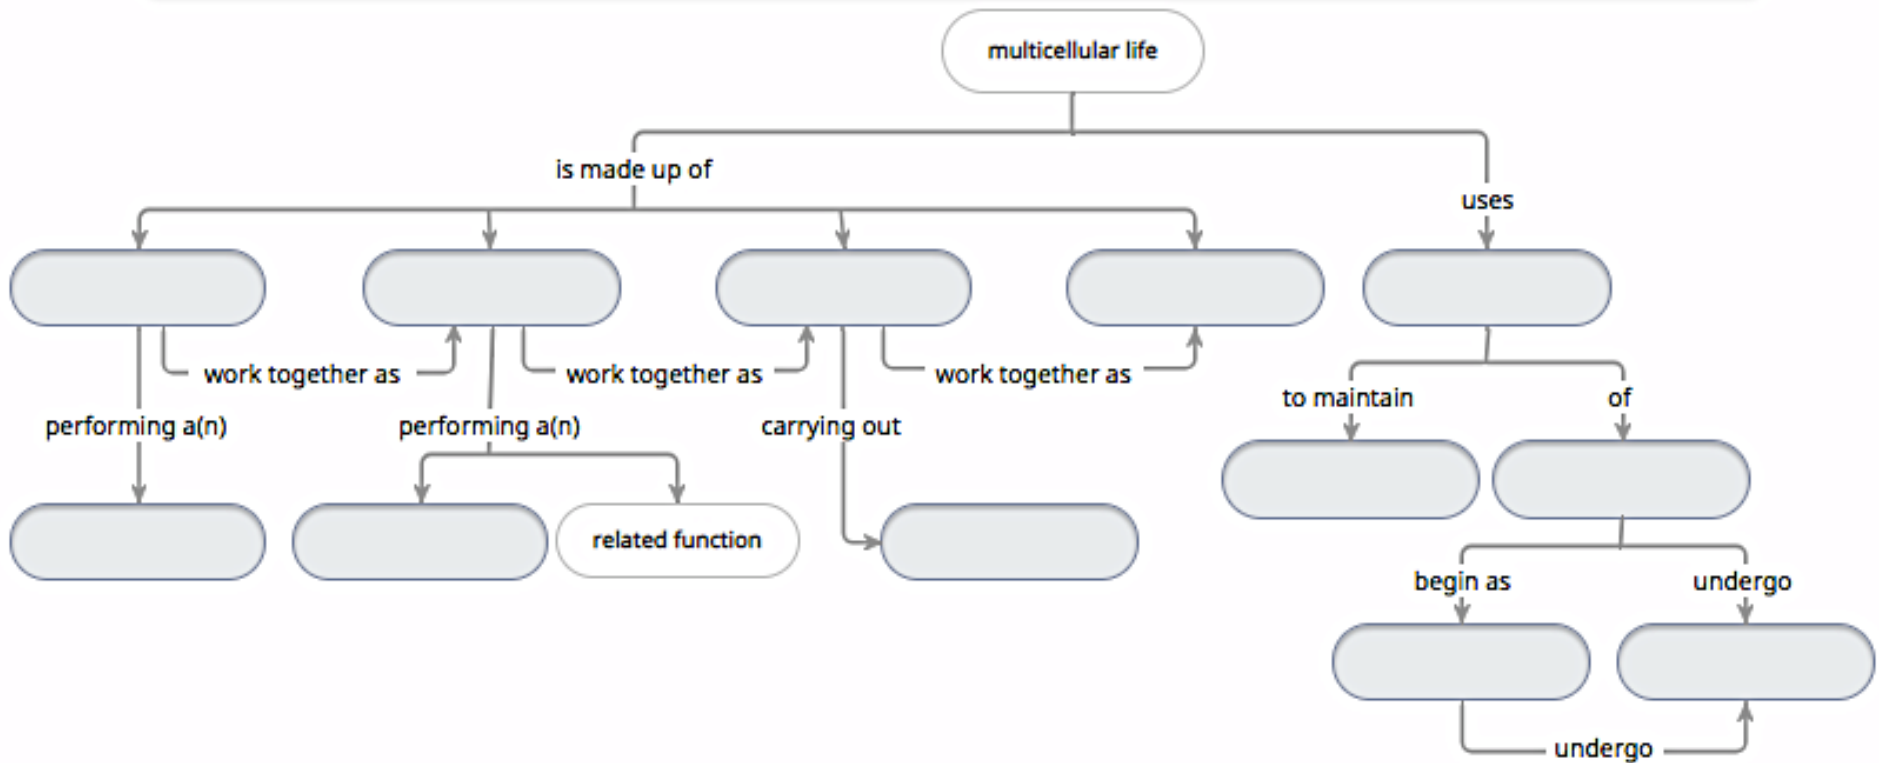 multicellular life
is made up of
uses
work together as
work together as
work together as
to maintain
of
performing a(n)
performing a(n)
carrying out
related function
begin as
undergo
undergo